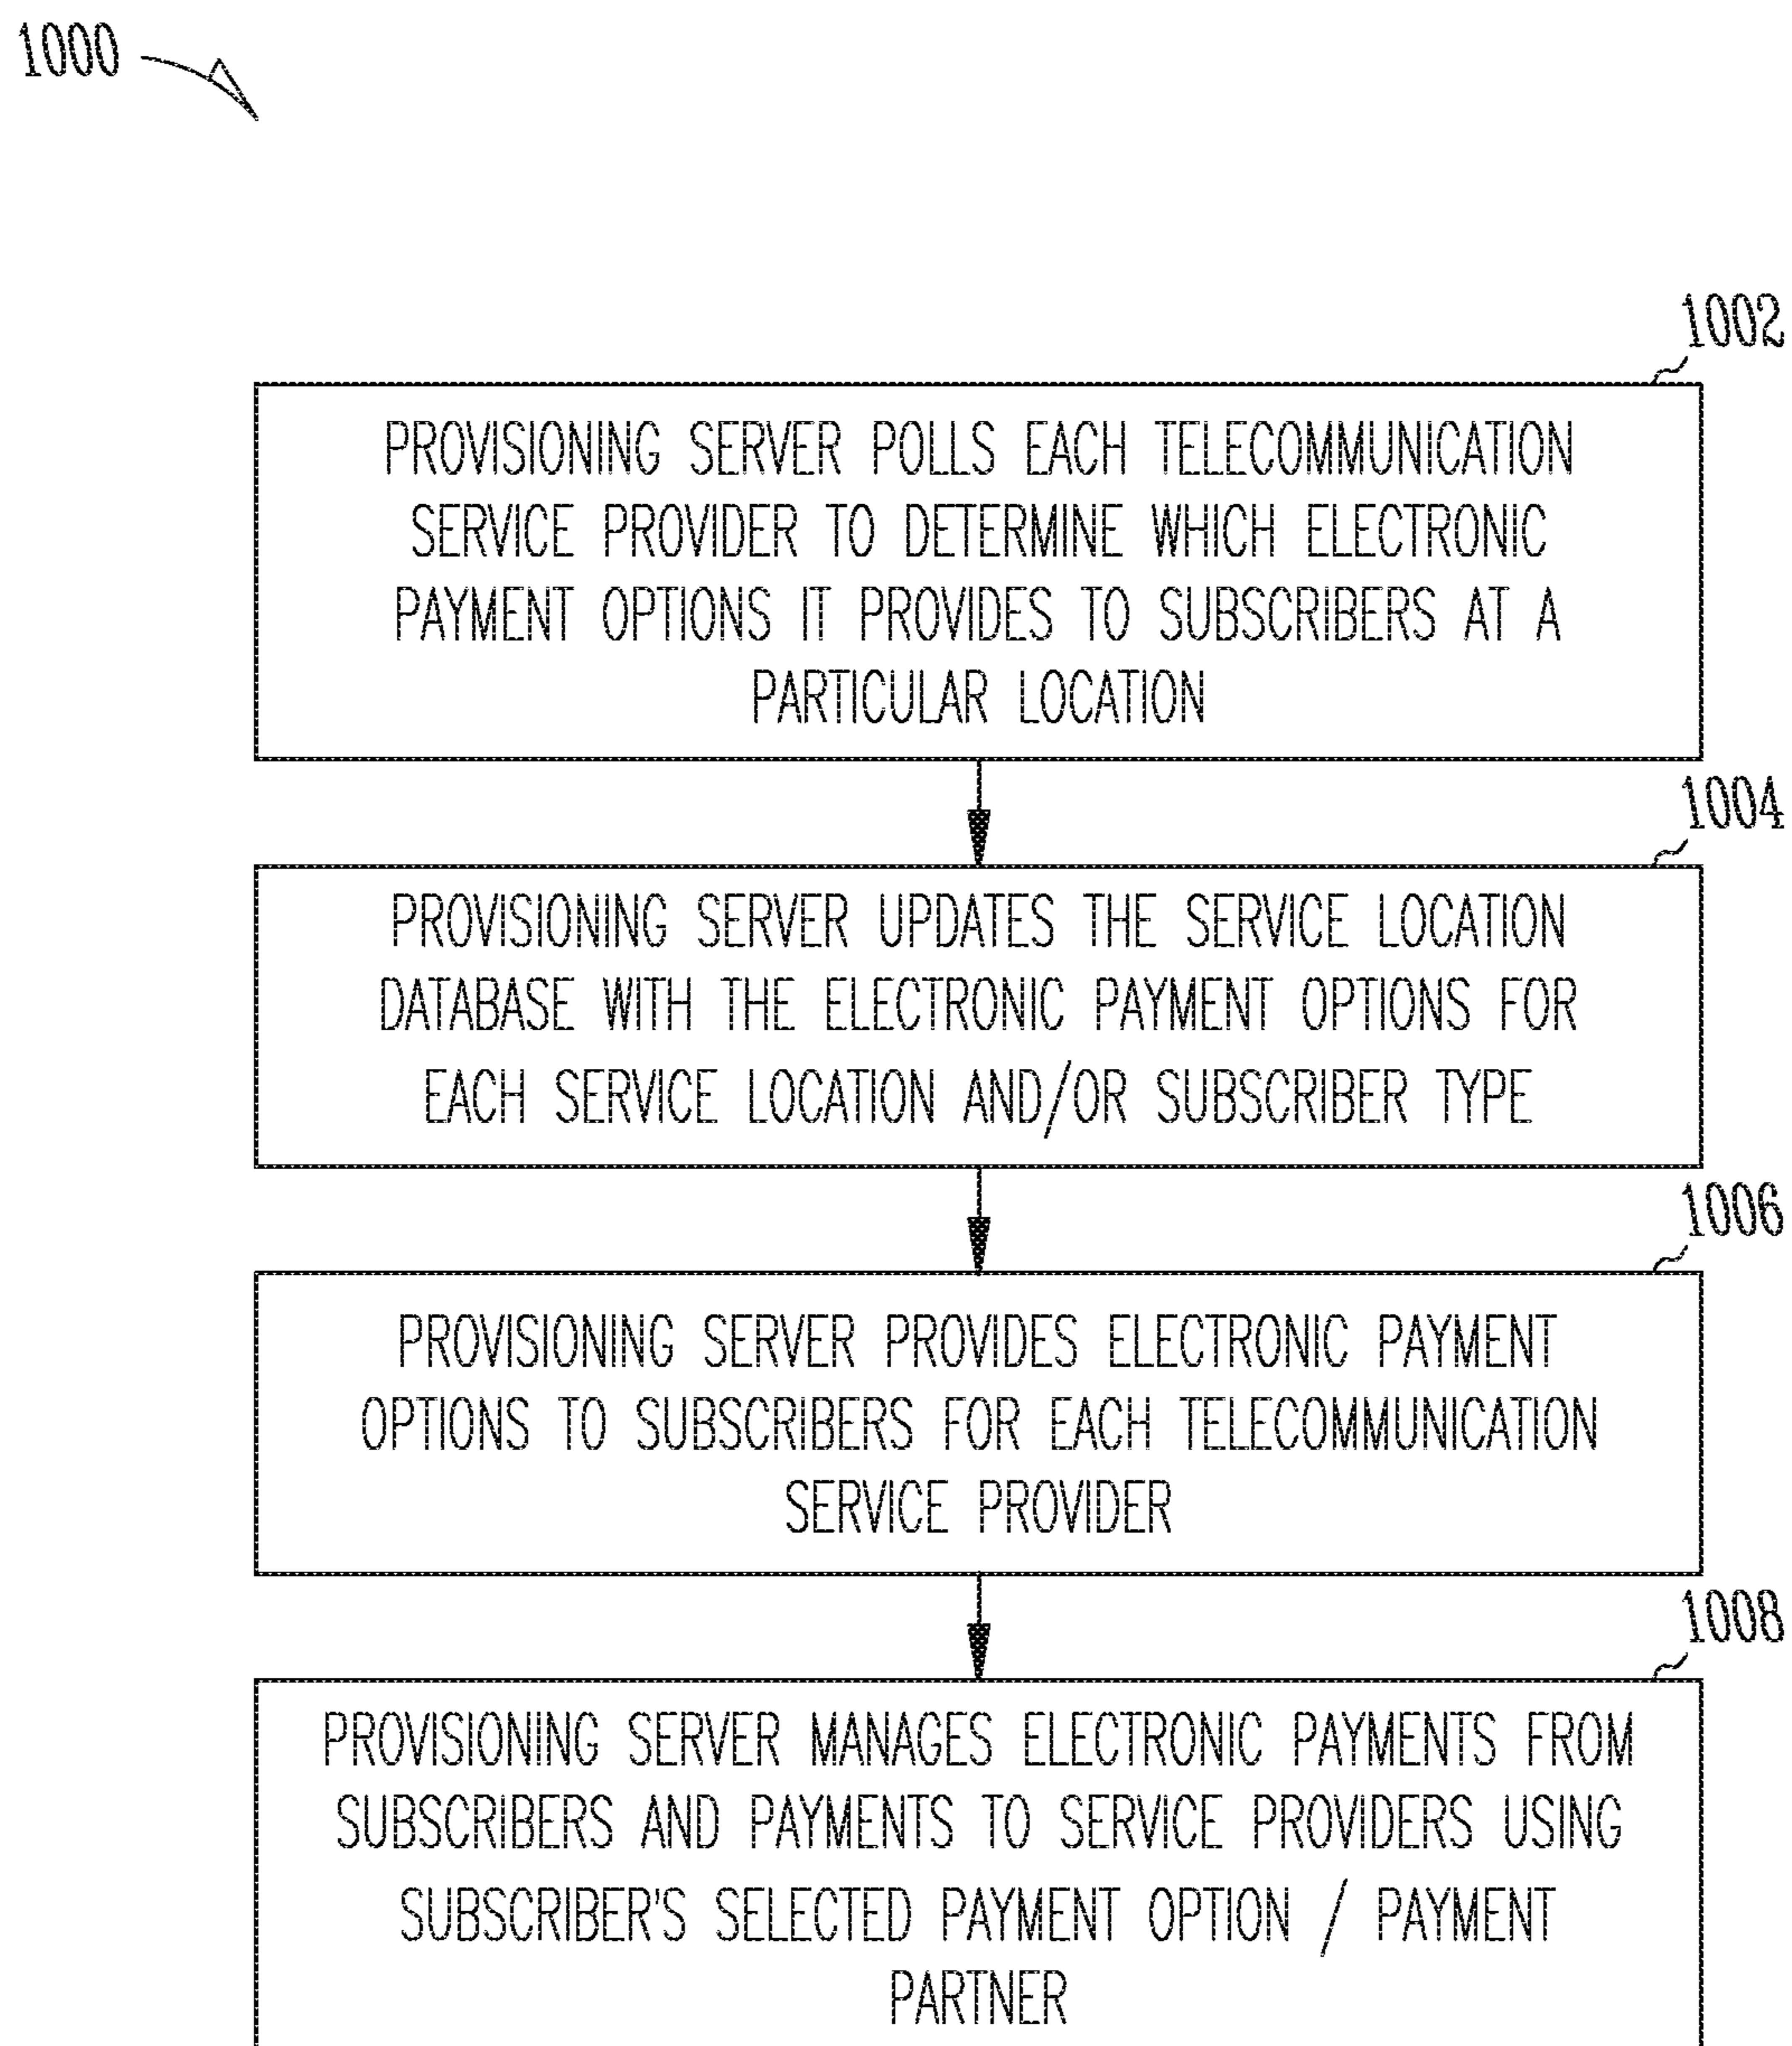 1000
1002
PROVISIONING SERVER POLLS EACH TELECOMMUNICATION
SERVICE PROVIDER TO DETERMINE WHICH ELECTRONIC
PAYMENT OPTIONS IT PROVIDES TO SUBSCRIBERS AT A
PARTICULAR LOCATION
1004
PROVISIONING SERVER UPDATES THE SERVICE LOCATION
DATABASE WITH THE ELECTRONIC PAYMENT OPTIONS FOR
EACH SERVICE LOCATION AND/OR SUBSCRIBER TYPE
1006
PROVISIONING SERVER PROVIDES ELECTRONIC PAYMENT
OPTIONS TO SUBSCRIBERS FOR EACH TELECOMMUNICATION
SERVICE PROVIDER
1008
PROVISIONING SERVER MANAGES ELECTRONIC PAYMENTS FROM
SUBSCRIBERS AND PAYMENTS TO SERVICE PROVIDERS USING
SUBSCRIBER'S SELECTED PAYMENT OPTION / PAYMENT
PARTNER